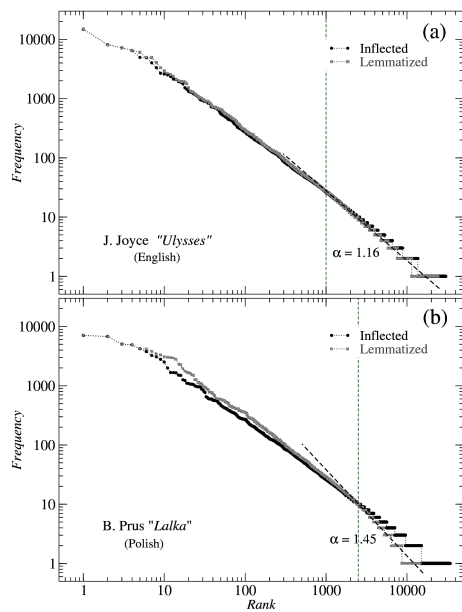 (a)
10000
Inflected
Lemmatized
1000
Frequency
100
α = 1.16
J. Joyce "Ulysses"
(English)
10
1
(b)
10000
Inflected
Lemmatized
1000
Frequency
100
B. Prus "Lalka"
(Polish)
α = 1.45
10
1
1 10 100 1000 10000
Rank